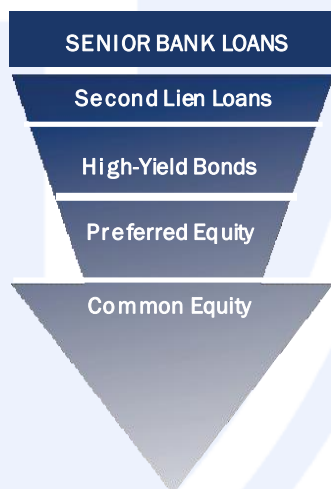 SENIOR BANK LOANS
Second Lien Loans
High-Yield Bonds
Preferred Equity
Common Equity